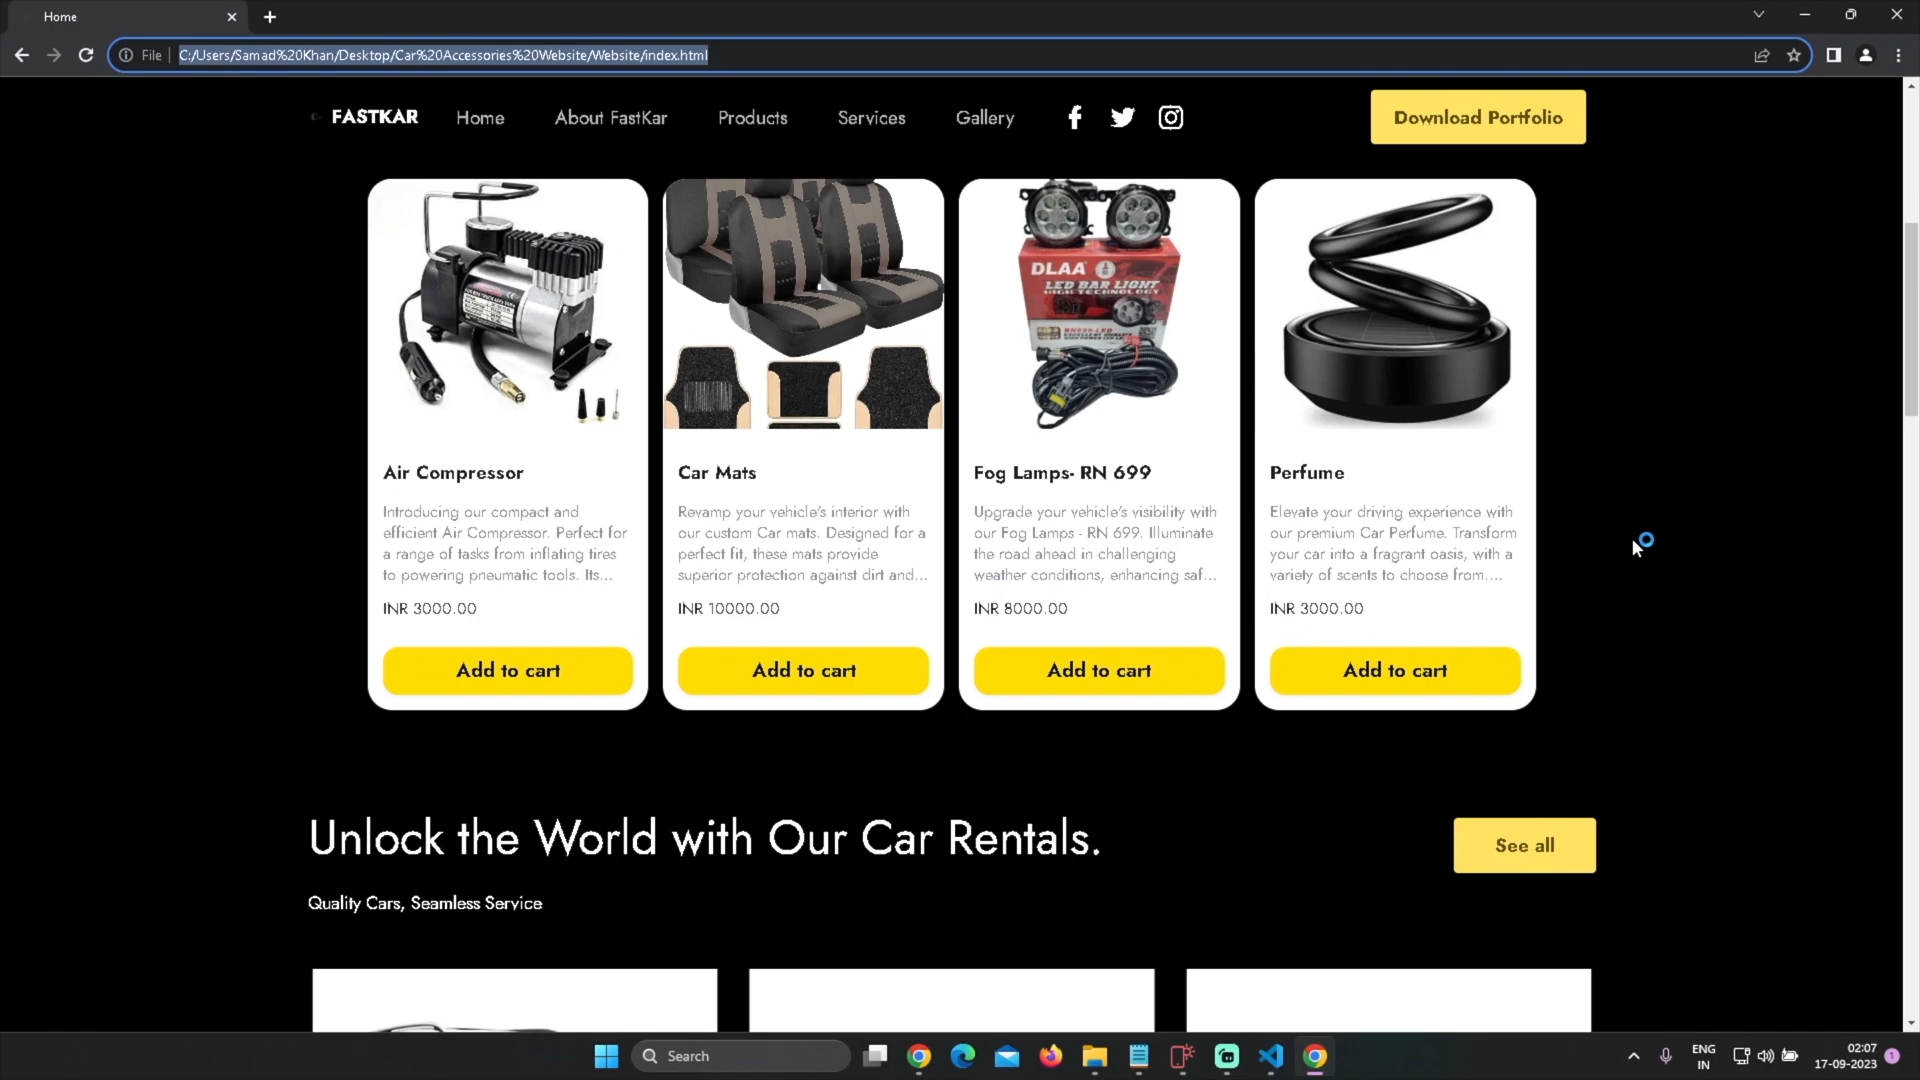 Home
File
C:/Users/Samad%20Khan/Desktop/Car%20Accessories%20Website/Website/index.html
FASTKAR
Home
About FastKar
Products
Services
Gallery
Download Portfolio
DLAA
LED BAR LIGHT
HIGH TECHNOLOGY
Air Compressor
Introducing our compact and
efficient Air Compressor. Perfect for
a range of tasks from inflating tires
to powering pneumatic tools. Its...
INR 3000.00
Add to cart
Car Mats
Revamp your vehicle's interior with
our custom Car mats. Designed for a
perfect fit, these mats provide
superior protection against dirt and...
INR 10000.00
Add to cart
Fog Lamps- RN 699
Upgrade your vehicle's visibility with
our Fog Lamps - RN 699. Illuminate
the road ahead in challenging
weather conditions, enhancing saf...
INR 8000.00
Add to cart
Perfume
Elevate your driving experience with
our premium Car Perfume. Transform
your car into a fragrant oasis, with a
variety of scents to choose from....
INR 3000.00
Add to cart
Unlock the World with Our Car Rentals.
See all
Quality Cars, Seamless Service
Search
ENG
IN
02:07
17-09-2023
1